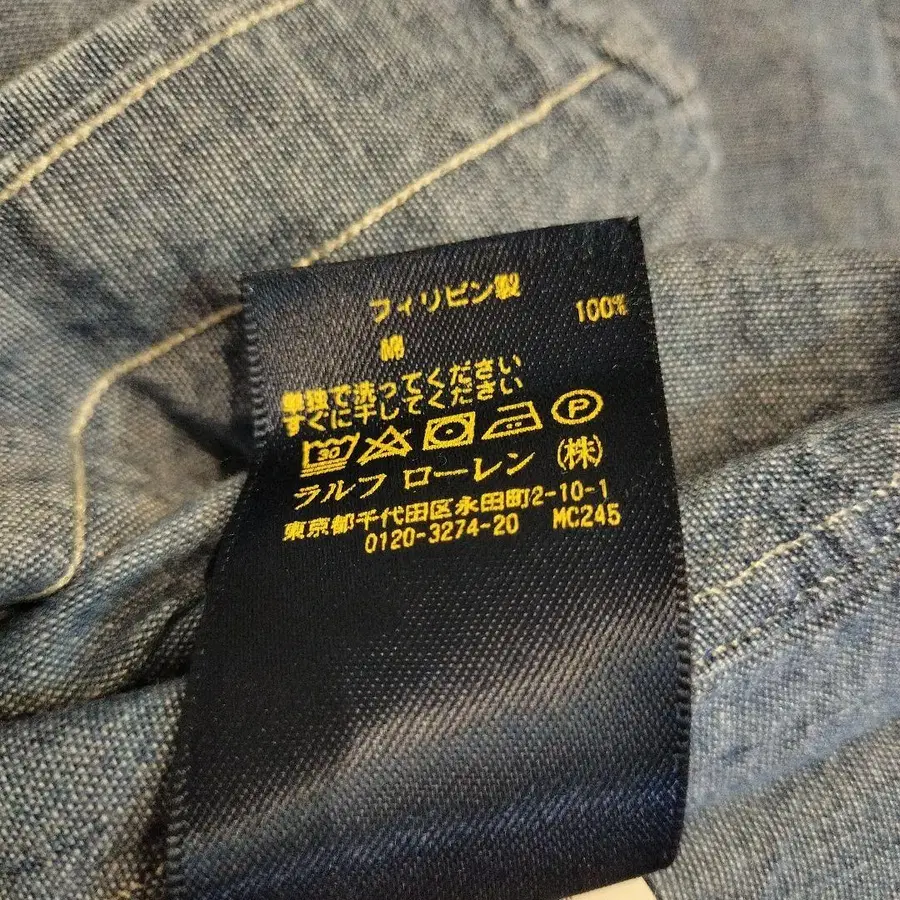 フィリピン製
綿 100%
単独で洗ってください
すぐに干してください
30 P
ラルフ ローレン (株)
東京都千代田区永田町2-10-1
0120-3274-20 MC245